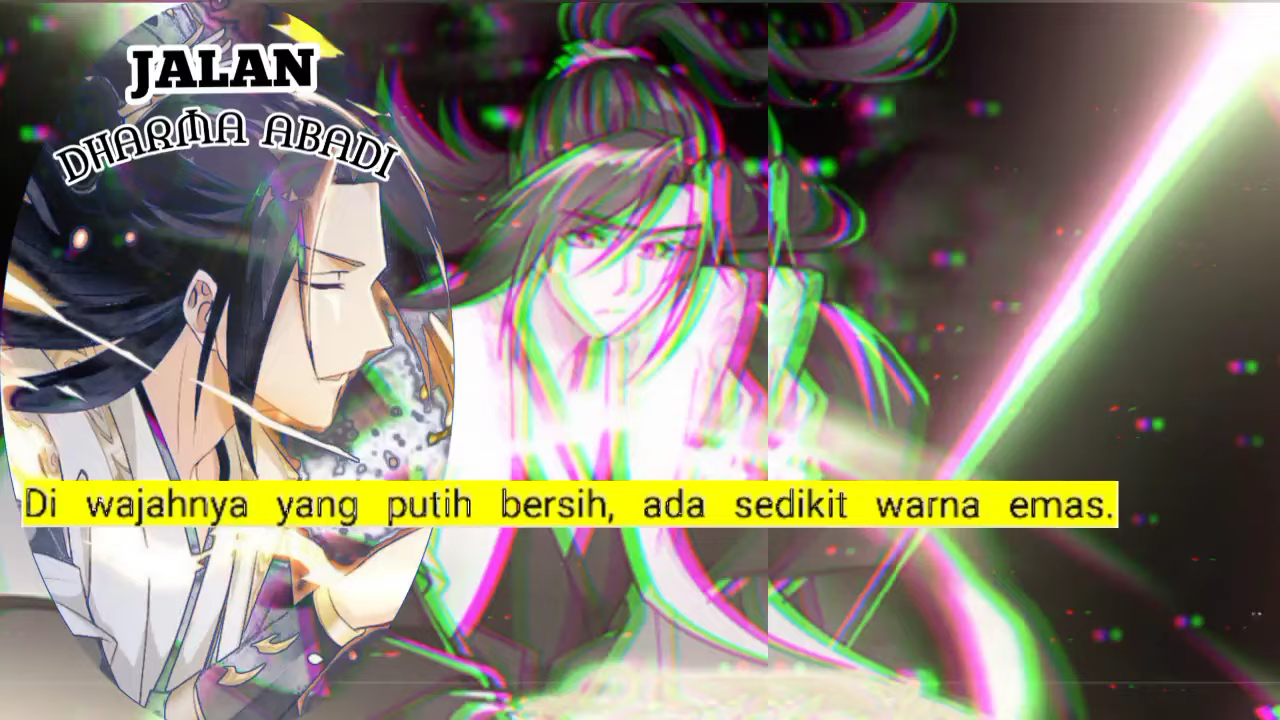 JALAN
DHARMA ABADI
Di wajahnya yang putih bersih, ada sedikit warna emas.